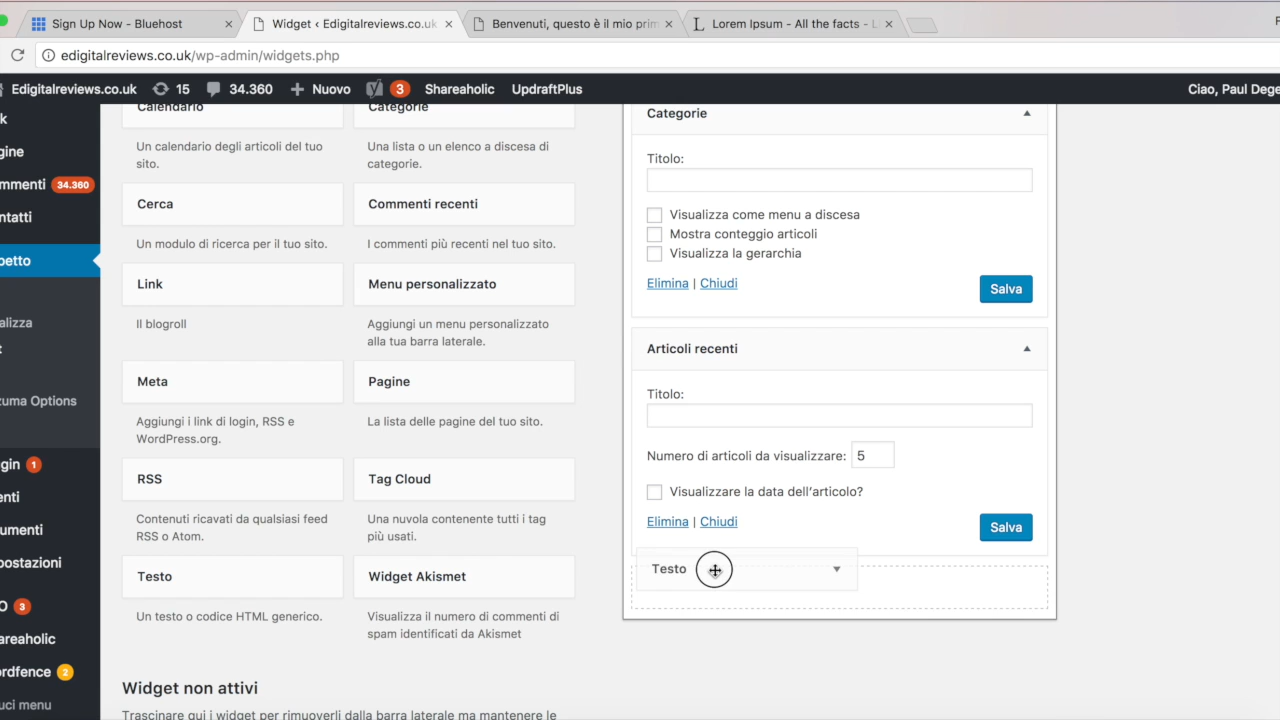 Sign Up Now - Bluehost
Widget ‹ Edigitalreviews.co.uk
Benvenuti, questo è il mio prim
Lorem Ipsum - All the facts - L
edigitalreviews.co.uk/wp-admin/widgets.php
Edigitalreviews.co.uk 15 34.360 Nuovo 3 Shareaholic UpdraftPlus Ciao, Paul Dege
k
gine
mmenti 34.360
ntatti
petto
alizza
t
zuma Options
gin 1
enti
umenti
postazioni
O 3
areaholic
rdfence 2
uci menu
Calendario
Un calendario degli articoli del tuo
sito.
Categorie
Una lista o un elenco a discesa di
categorie.
Cerca
Un modulo di ricerca per il tuo sito.
Commenti recenti
I commenti più recenti nel tuo sito.
Link
Il blogroll
Menu personalizzato
Aggiungi un menu personalizzato
alla tua barra laterale.
Meta
Aggiungi i link di login, RSS e
WordPress.org.
Pagine
La lista delle pagine del tuo sito.
RSS
Contenuti ricavati da qualsiasi feed
RSS o Atom.
Tag Cloud
Una nuvola contenente tutti i tag
più usati.
Testo
Un testo o codice HTML generico.
Widget Akismet
Visualizza il numero di commenti di
spam identificati da Akismet
Widget non attivi
Trascinare qui i widget per rimuoverli dalla barra laterale ma mantenere le
Categorie
Titolo:
Visualizza come menu a discesa
Mostra conteggio articoli
Visualizza la gerarchia
Elimina | Chiudi
Salva
Articoli recenti
Titolo:
Numero di articoli da visualizzare: 5
Visualizzare la data dell'articolo?
Elimina | Chiudi
Salva
Testo